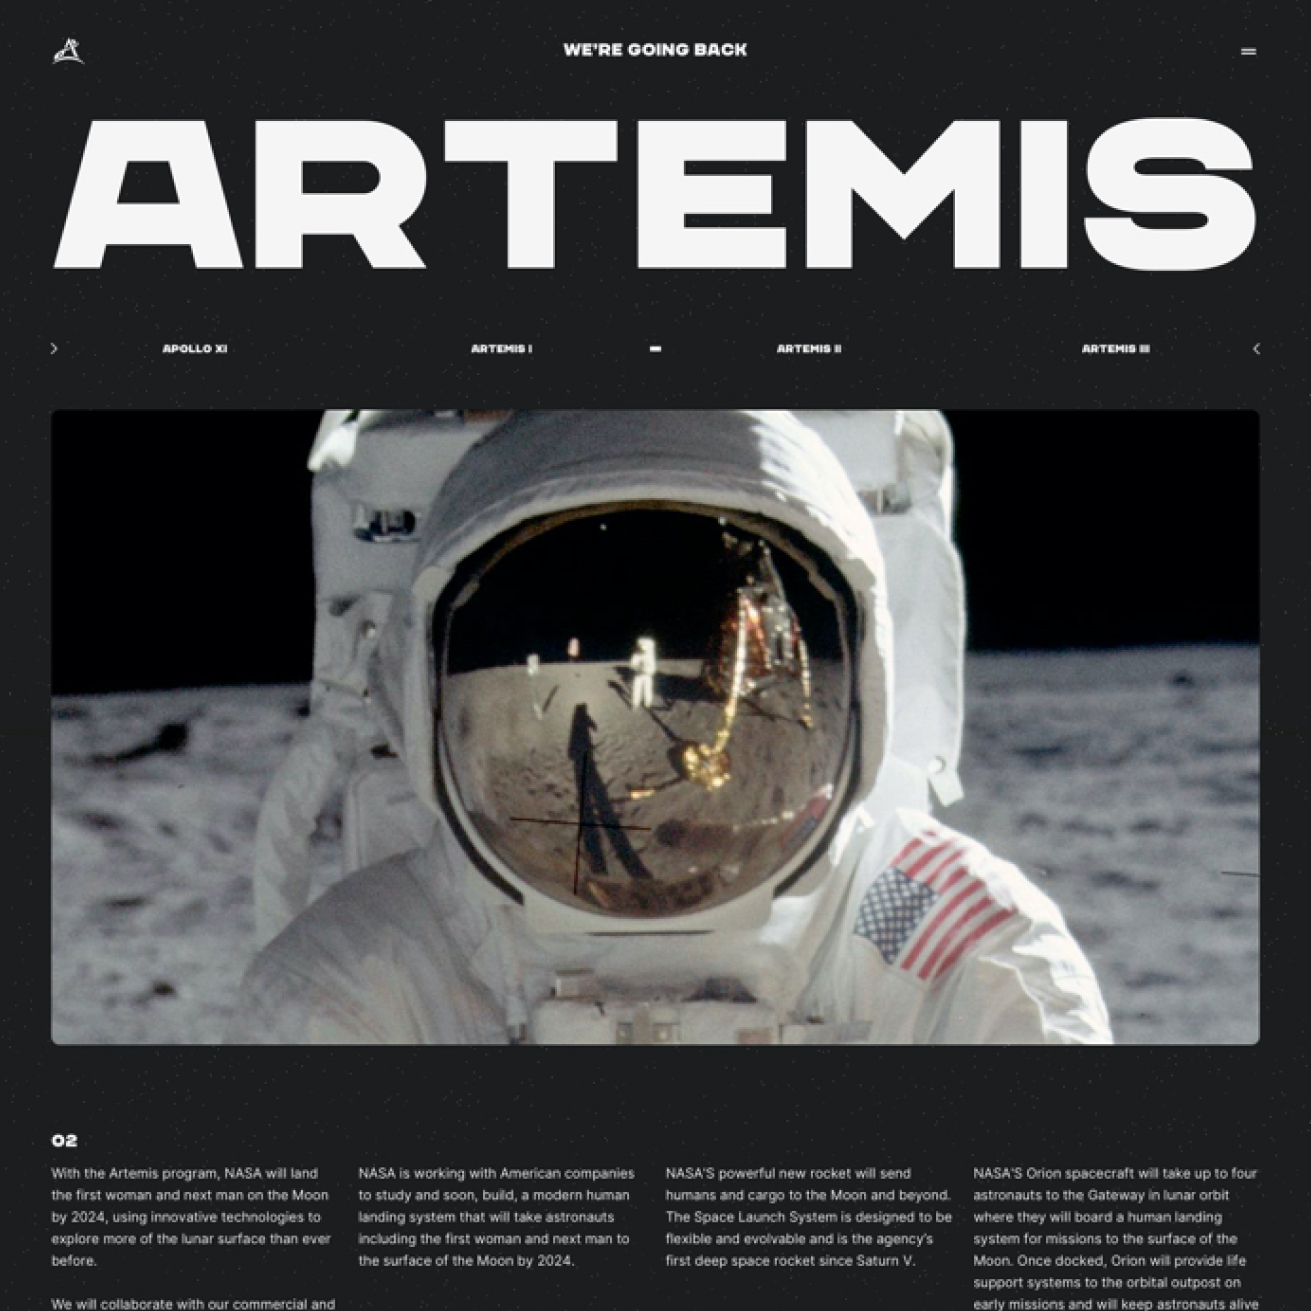 WE'RE GOING BACK
ARTEMIS
APOLLO XI
ARTEMIS I
ARTEMIS II
ARTEMIS III
02
With the Artemis program, NASA will land
the first woman and next man on the Moon
by 2024, using innovative technologies to
explore more of the lunar surface than ever
before.
We will collaborate with our commercial and
NASA is working with American companies
to study and soon, build, a modern human
landing system that will take astronauts
including the first woman and next man to
the surface of the Moon by 2024.
NASA'S powerful new rocket will send
humans and cargo to the Moon and beyond.
The Space Launch System is designed to be
flexible and evolvable and is the agency's
first deep space rocket since Saturn V.
NASA'S Orion spacecraft will take up to four
astronauts to the Gateway in lunar orbit
where they will board a human landing
system for missions to the surface of the
Moon. Once docked, Orion will provide life
support systems to the orbital outpost on
early missions and will keep astronauts alive